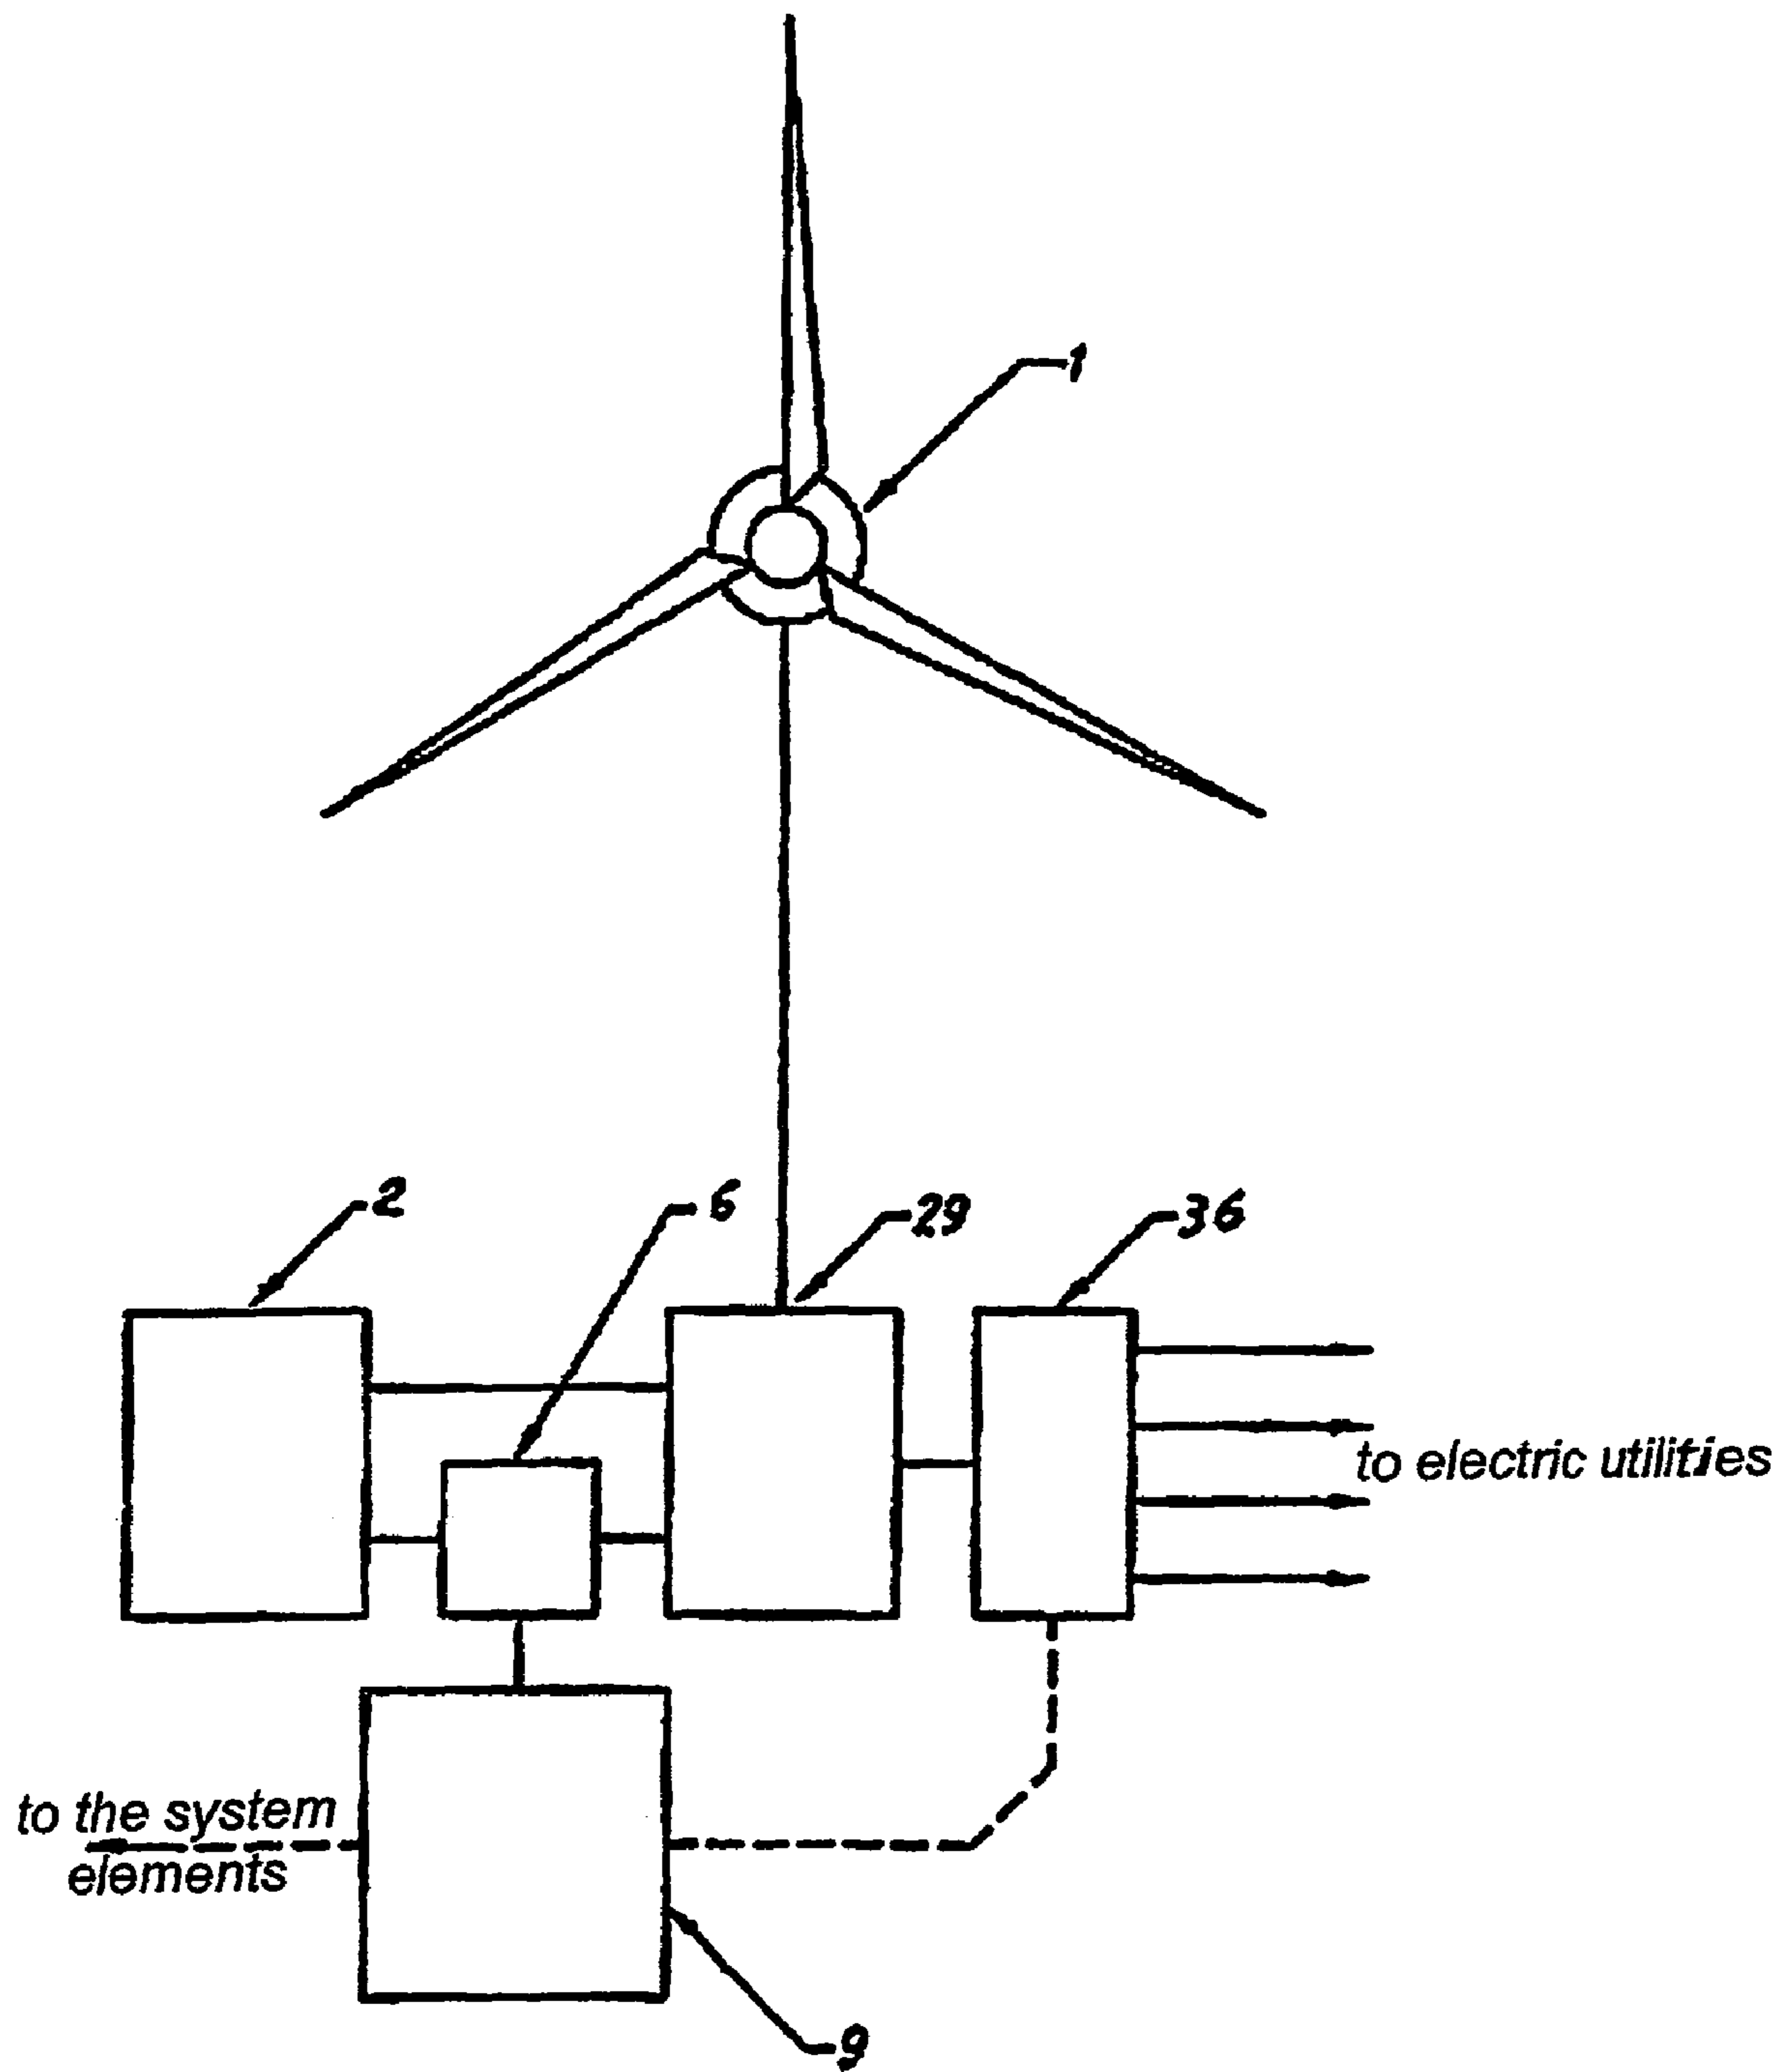 1
2
6
29
36
to electric utilities
to the system
elements
9